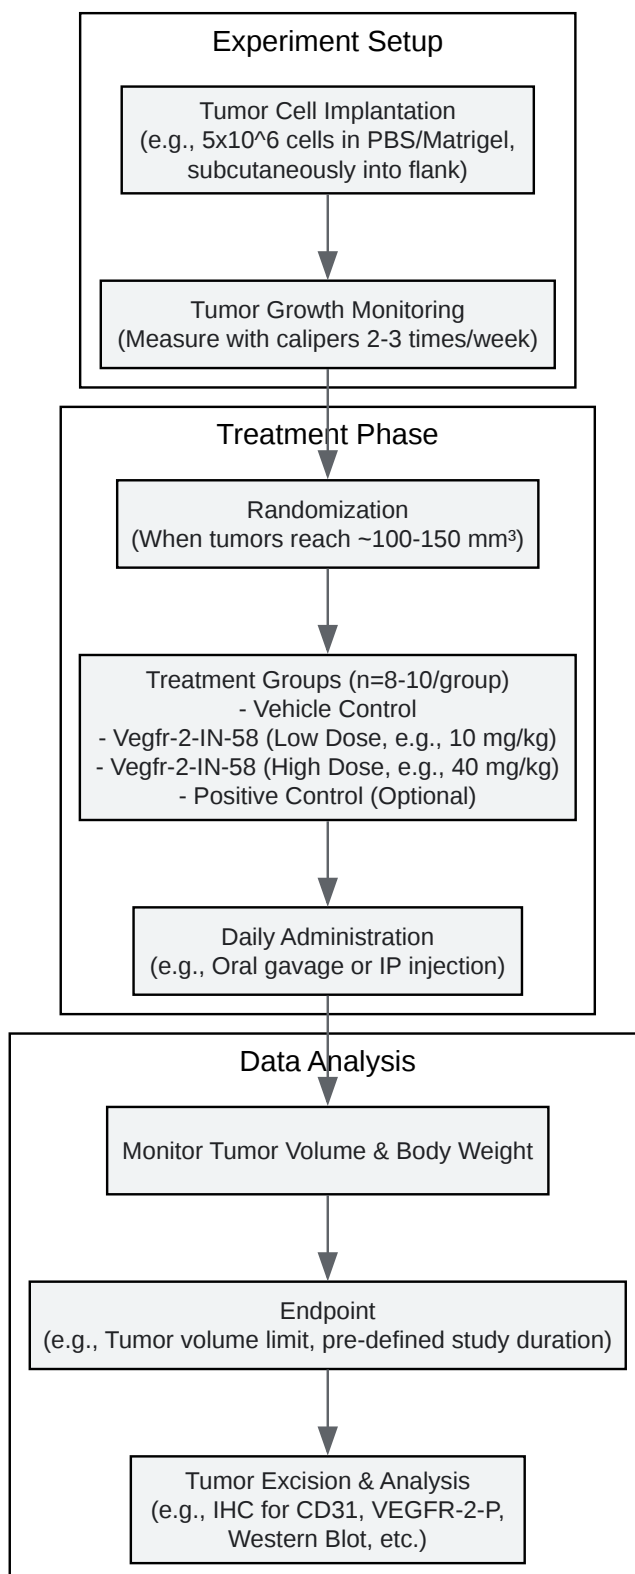 Experiment Setup
Tumor Cell Implantation
(e.g., 5x10^6 cells in PBS/Matrigel,
subcutaneously into flank)
Tumor Growth Monitoring
(Measure with calipers 2-3 times/week)
Treatment Phase
Randomization
(When tumors reach ~100-150 mm³)
Treatment Groups (n=8-10/group)
- Vehicle Control
- Vegfr-2-IN-58 (Low Dose, e.g., 10 mg/kg)
- Vegfr-2-IN-58 (High Dose, e.g., 40 mg/kg)
- Positive Control (Optional)
Daily Administration
(e.g., Oral gavage or IP injection)
Data Analysis
Monitor Tumor Volume & Body Weight
Endpoint
(e.g., Tumor volume limit, pre-defined study duration)
Tumor Excision & Analysis
(e.g., IHC for CD31, VEGFR-2-P,
Western Blot, etc.)